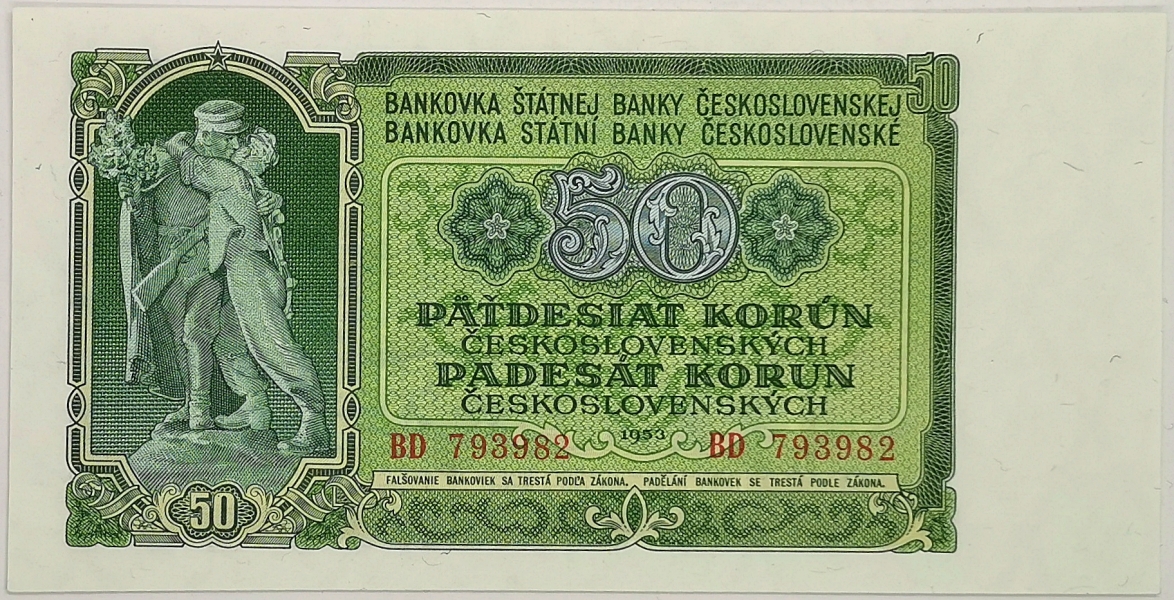 50
BANKOVKA ŠTÁTNEJ BANKY ČESKOSLOVENSKEJ
BANKOVKA STÁTNÍ BANKY ČESKOSLOVENSKÉ
50
PÄŤDESIAT KORÚN
ČESKOSLOVENSKÝCH
PADESÁT KORUN
ČESKOSLOVENSKÝCH
1953
BD 793982 BD 793982
FALŠOVANIE BANKOVIEK SA TRESTÁ PODĽA ZÁKONA. PADĚLÁNÍ BANKOVEK SE TRESTÁ PODLE ZÁKONA.
50